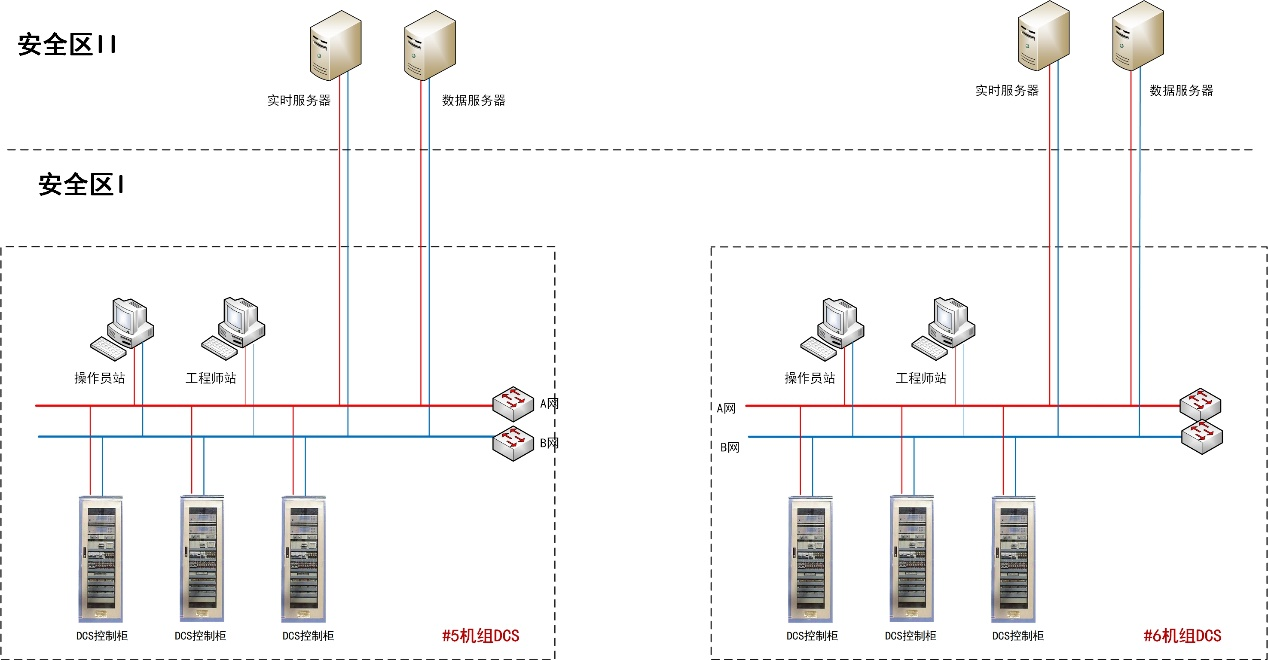 安全区II
实时服务器
数据服务器
实时服务器
数据服务器
安全区I
操作员站
工程师站
A网
B网
DCS控制柜
DCS控制柜
DCS控制柜
#5机组DCS
操作员站
工程师站
A网
B网
DCS控制柜
DCS控制柜
DCS控制柜
#6机组DCS